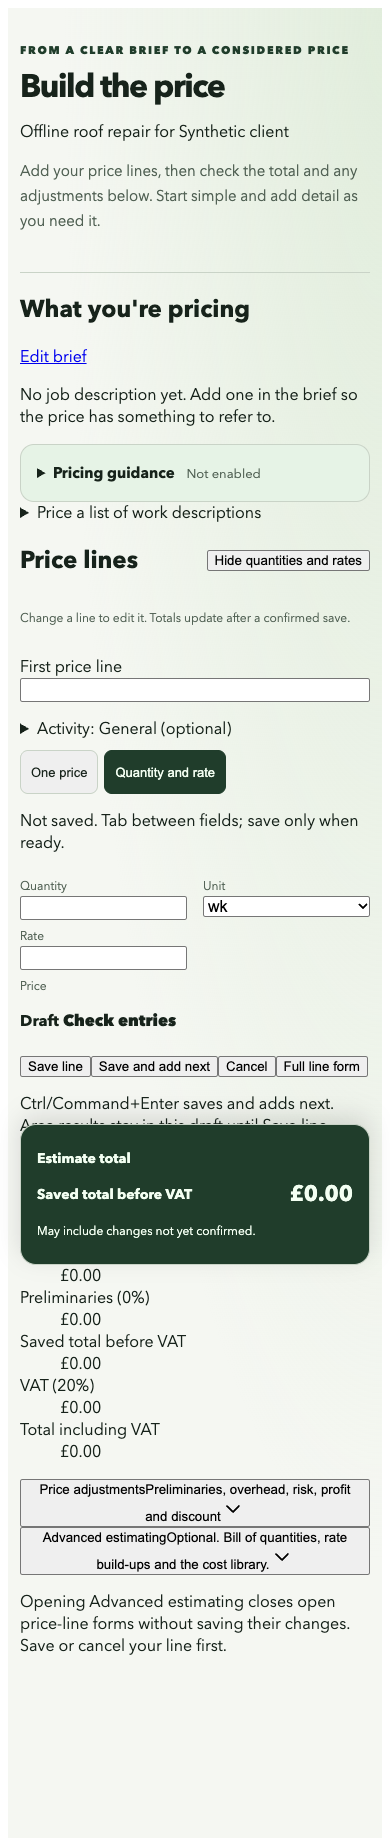 FROM A CLEAR BRIEF TO A CONSIDERED PRICE
Build the price
Offline roof repair for Synthetic client
Add your price lines, then check the total and any
adjustments below. Start simple and add detail as
you need it.
What you're pricing
Edit brief
No job description yet. Add one in the brief so
the price has something to refer to.
Pricing guidance Not enabled
Price a list of work descriptions
Price lines Hide quantities and rates
Change a line to edit it. Totals update after a confirmed save.
First price line
Activity: General (optional)
One price Quantity and rate
Not saved. Tab between fields; save only when
ready.
Quantity Unit
wk
Rate
Price
Draft Check entries
Save line Save and add next Cancel Full line form
Ctrl/Command+Enter saves and adds next.
Area results stay in this draft until Save line.
Estimate total
Saved total before VAT £0.00
May include changes not yet confirmed.
£0.00
Preliminaries (0%)
£0.00
Saved total before VAT
£0.00
VAT (20%)
£0.00
Total including VAT
£0.00
Price adjustmentsPreliminaries, overhead, risk, profit
and discount
Advanced estimatingOptional. Bill of quantities, rate
build-ups and the cost library.
Opening Advanced estimating closes open
price-line forms without saving their changes.
Save or cancel your line first.